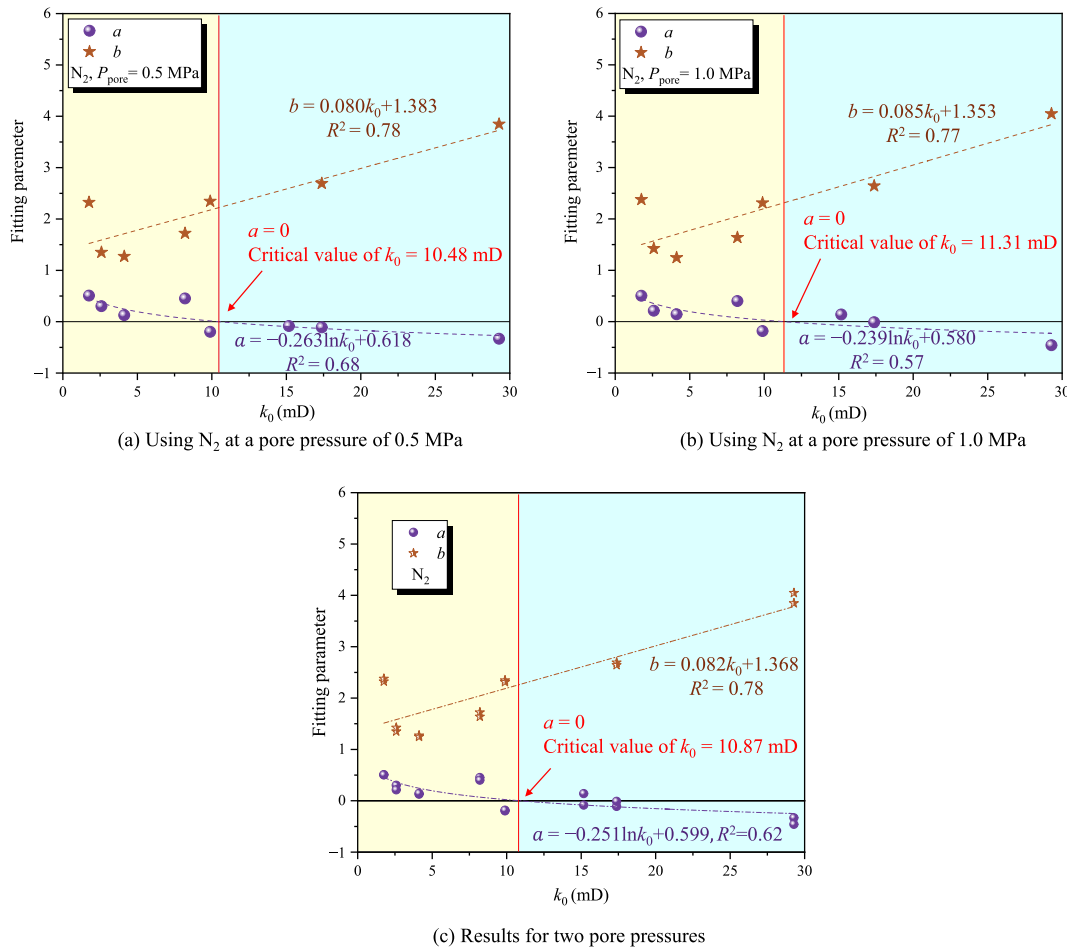 6
5
4
3
2
1
0
−1
Fitting paremeter
a
b
N₂, Pₚₒᵣₑ= 0.5 MPa
b = 0.080k₀+1.383
R² = 0.78
a = 0
Critical value of k₀ = 10.48 mD
a = −0.263lnk₀+0.618
R² = 0.68
0 5 10 15 20 25 30
k₀ (mD)
(a) Using N₂ at a pore pressure of 0.5 MPa
6
5
4
3
2
1
0
−1
Fitting paremeter
a
b
N₂, Pₚₒᵣₑ= 1.0 MPa
b = 0.085k₀+1.353
R² = 0.77
a = 0
Critical value of k₀ = 11.31 mD
a = −0.239lnk₀+0.580
R² = 0.57
0 5 10 15 20 25 30
k₀ (mD)
(b) Using N₂ at a pore pressure of 1.0 MPa
6
5
4
3
2
1
0
−1
Fitting parameter
a
b
N₂
b = 0.082k₀+1.368
R² = 0.78
a = 0
Critical value of k₀ = 10.87 mD
a = −0.251lnk₀+0.599, R²=0.62
0 5 10 15 20 25 30
k₀ (mD)
(c) Results for two pore pressures